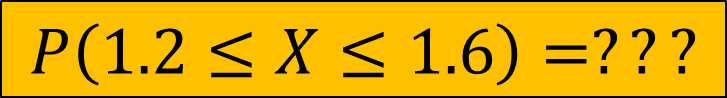 P(1.2 ≤ X ≤ 1.6) =???